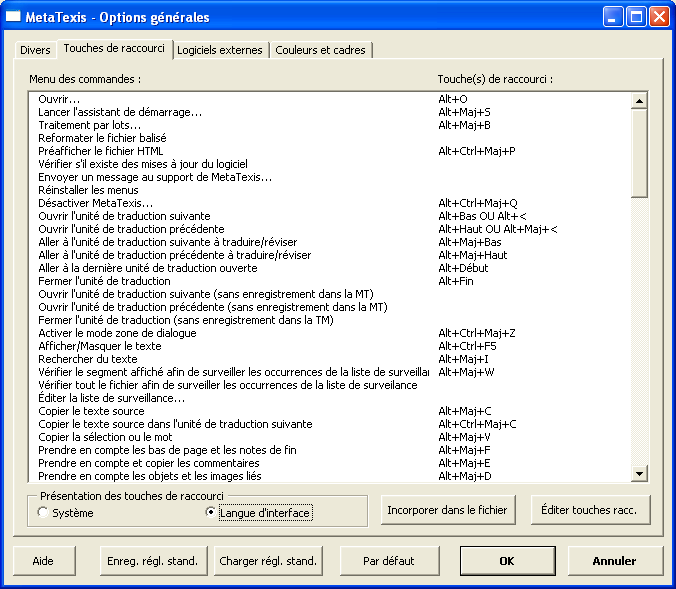 MetaTexis - Options générales
Divers Touches de raccourci Logiciels externes Couleurs et cadres
Menu des commandes : Touche(s) de raccourci :
Ouvrir... Alt+O
Lancer l'assistant de démarrage... Alt+Maj+S
Traitement par lots... Alt+Maj+B
Reformater le fichier balisé
Préafficher le fichier HTML Alt+Ctrl+Maj+P
Vérifier s'il existe des mises à jour du logiciel
Envoyer un message au support de MetaTexis...
Réinstaller les menus
Désactiver MetaTexis... Alt+Ctrl+Maj+Q
Ouvrir l'unité de traduction suivante Alt+Bas OU Alt+<
Ouvrir l'unité de traduction précédente Alt+Haut OU Alt+Maj+<
Aller à l'unité de traduction suivante à traduire/réviser Alt+Maj+Bas
Aller à l'unité de traduction précédente à traduire/réviser Alt+Maj+Haut
Aller à la dernière unité de traduction ouverte Alt+Début
Fermer l'unité de traduction Alt+Fin
Ouvrir l'unité de traduction suivante (sans enregistrement dans la MT)
Ouvrir l'unité de traduction précédente (sans enregistrement dans la MT)
Fermer l'unité de traduction (sans enregistrement dans la TM)
Activer le mode zone de dialogue Alt+Ctrl+Maj+Z
Afficher/Masquer le texte Alt+Ctrl+F5
Rechercher du texte Alt+Maj+I
Vérifier le segment affiché afin de surveiller les occurrences de la liste de surveillan Alt+Maj+W
Vérifier tout le fichier afin de surveiller les occurrences de la liste de surveilance
Éditer la liste de surveillance...
Copier le texte source Alt+Maj+C
Copier le texte source dans l'unité de traduction suivante Alt+Ctrl+Maj+C
Copier la sélection ou le mot Alt+Maj+V
Prendre en compte les bas de page et les notes de fin Alt+Maj+F
Prendre en compte et copier les commentaires Alt+Maj+E
Prendre en compte les objets et les images liés Alt+Maj+D
Présentation des touches de raccourci
Système Langue d'interface Incorporer dans le fichier Éditer touches racc.
Aide Enreg. régl. stand. Charger régl. stand. Par défaut OK Annuler